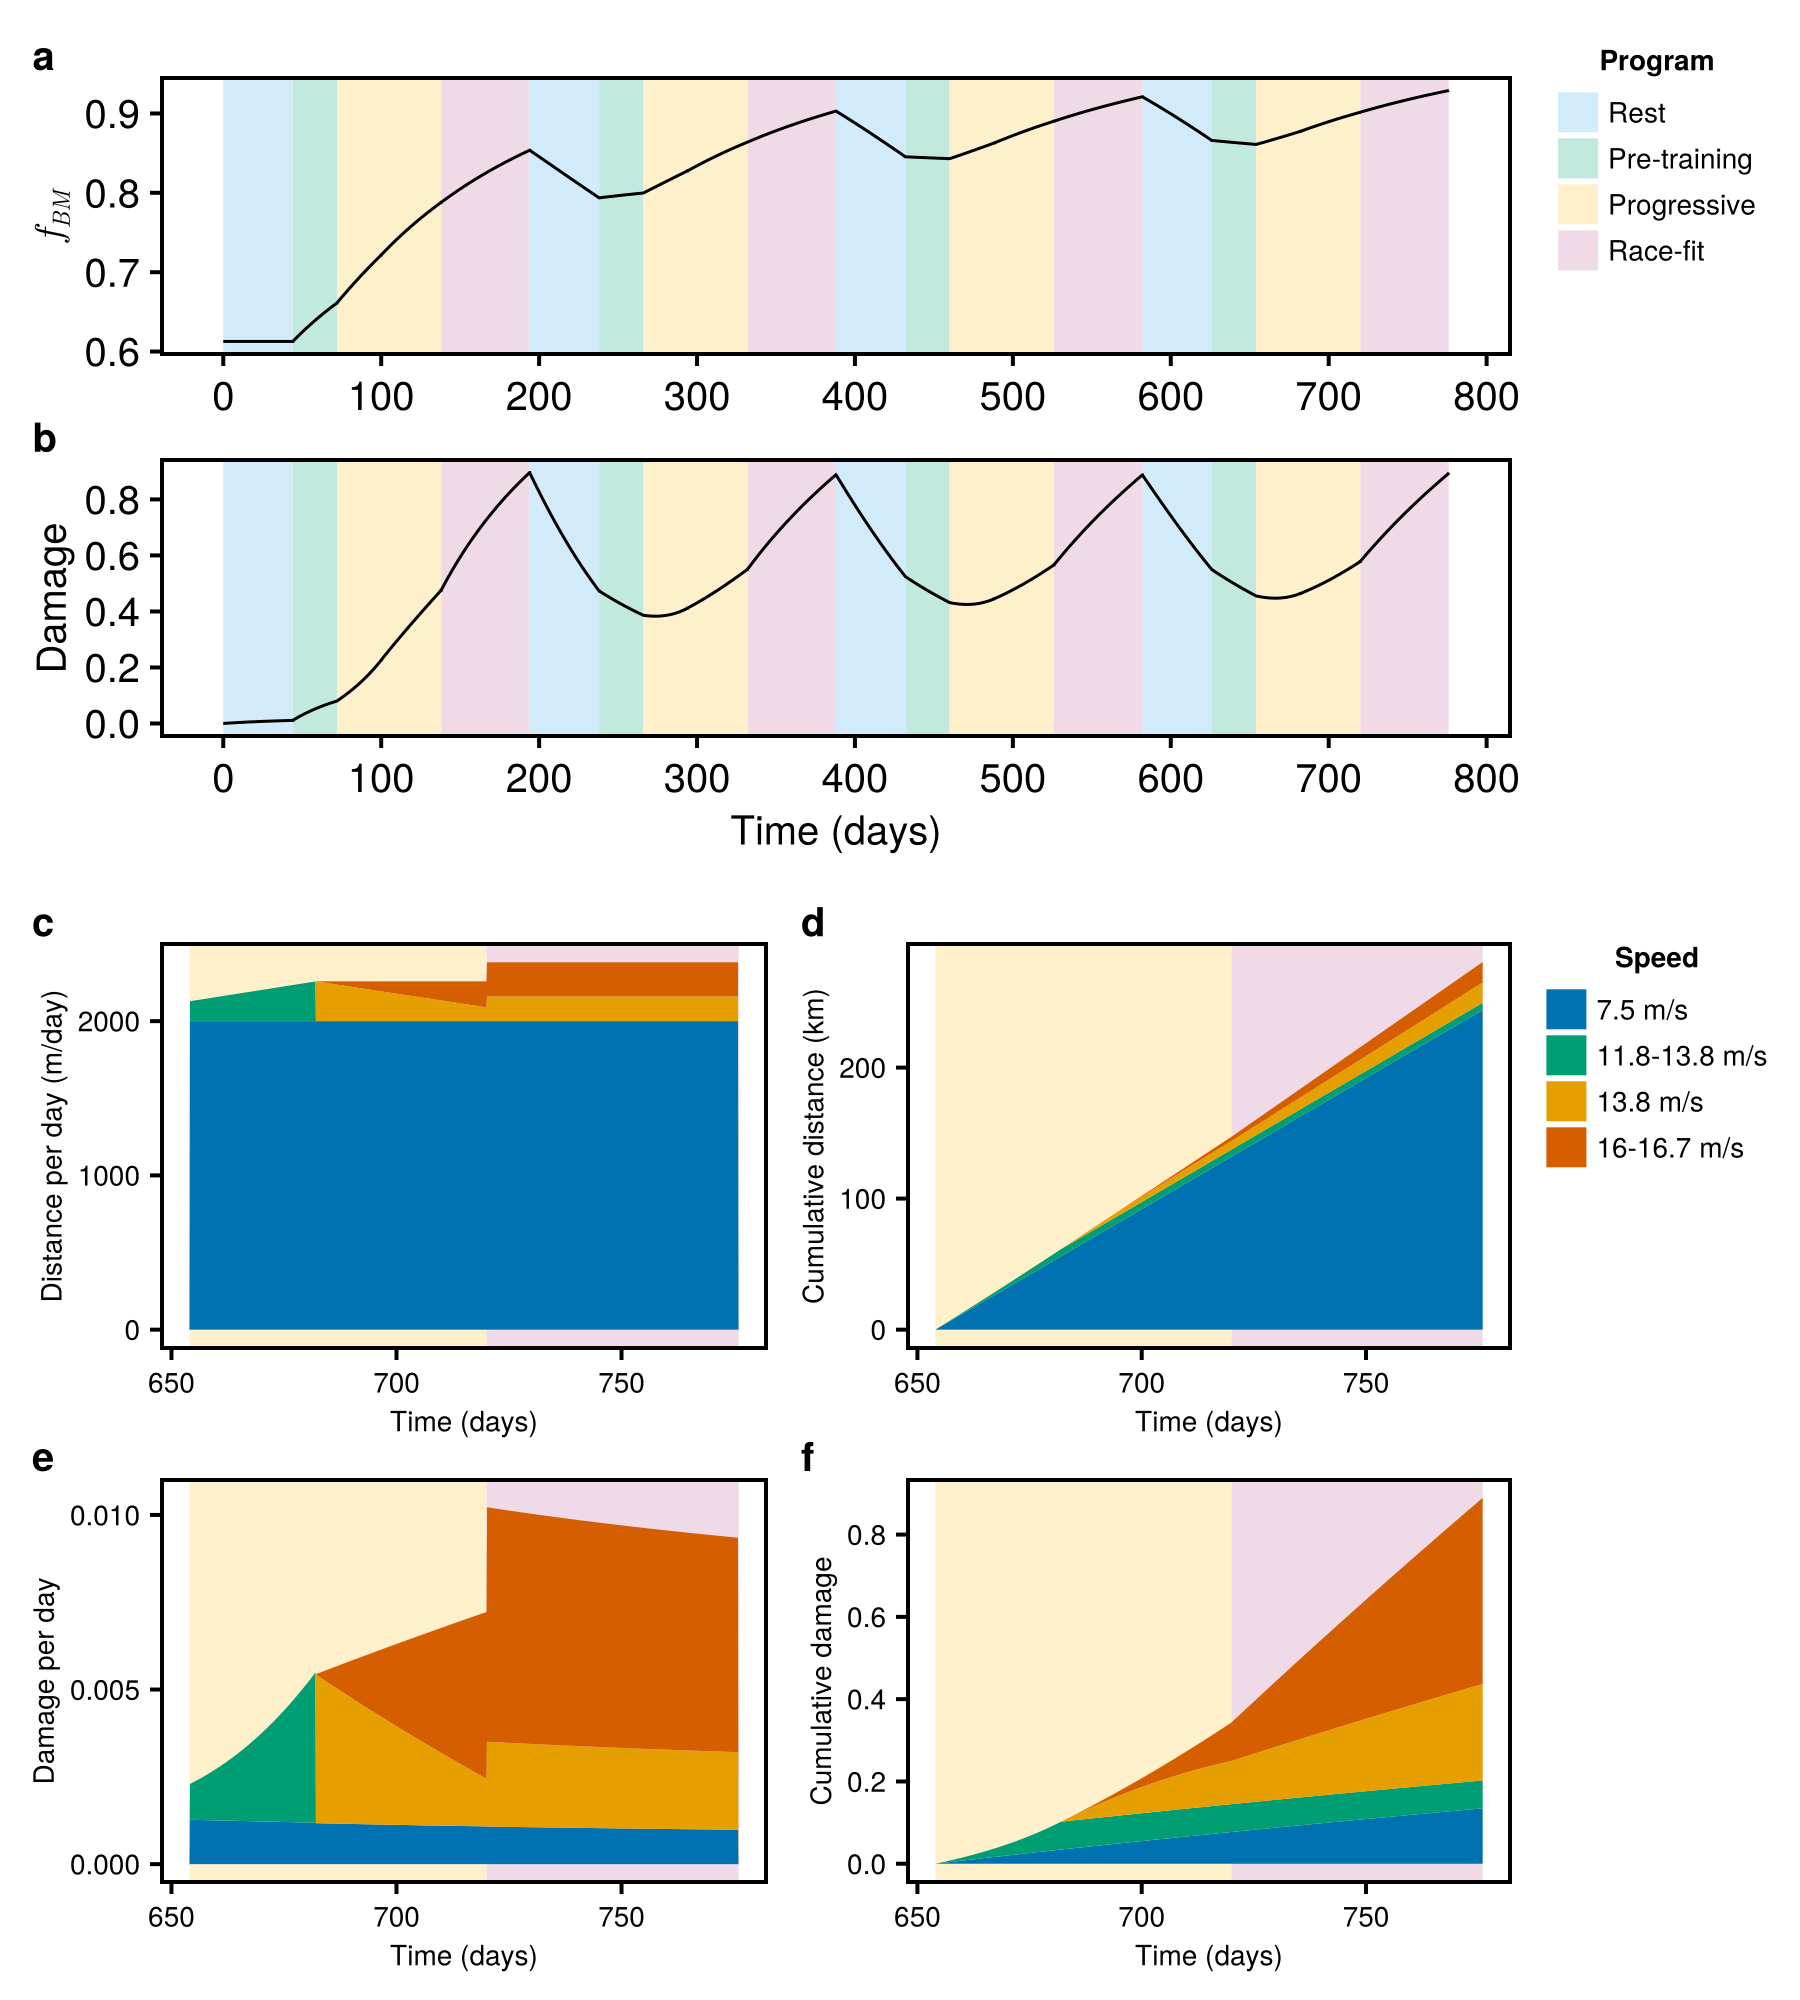 a
Program
Rest
Pre-training
Progressive
Race-fit
f_BM
0.9
0.8
0.7
0.6
0 100 200 300 400 500 600 700 800
b
Damage
0.8
0.6
0.4
0.2
0.0
0 100 200 300 400 500 600 700 800
Time (days)
c
Distance per day (m/day)
2000
1000
0
650 700 750
Time (days)
d
Cumulative distance (km)
200
100
0
650 700 750
Time (days)
Speed
7.5 m/s
11.8-13.8 m/s
13.8 m/s
16-16.7 m/s
e
Damage per day
0.010
0.005
0.000
650 700 750
Time (days)
f
Cumulative damage
0.8
0.6
0.4
0.2
0.0
650 700 750
Time (days)